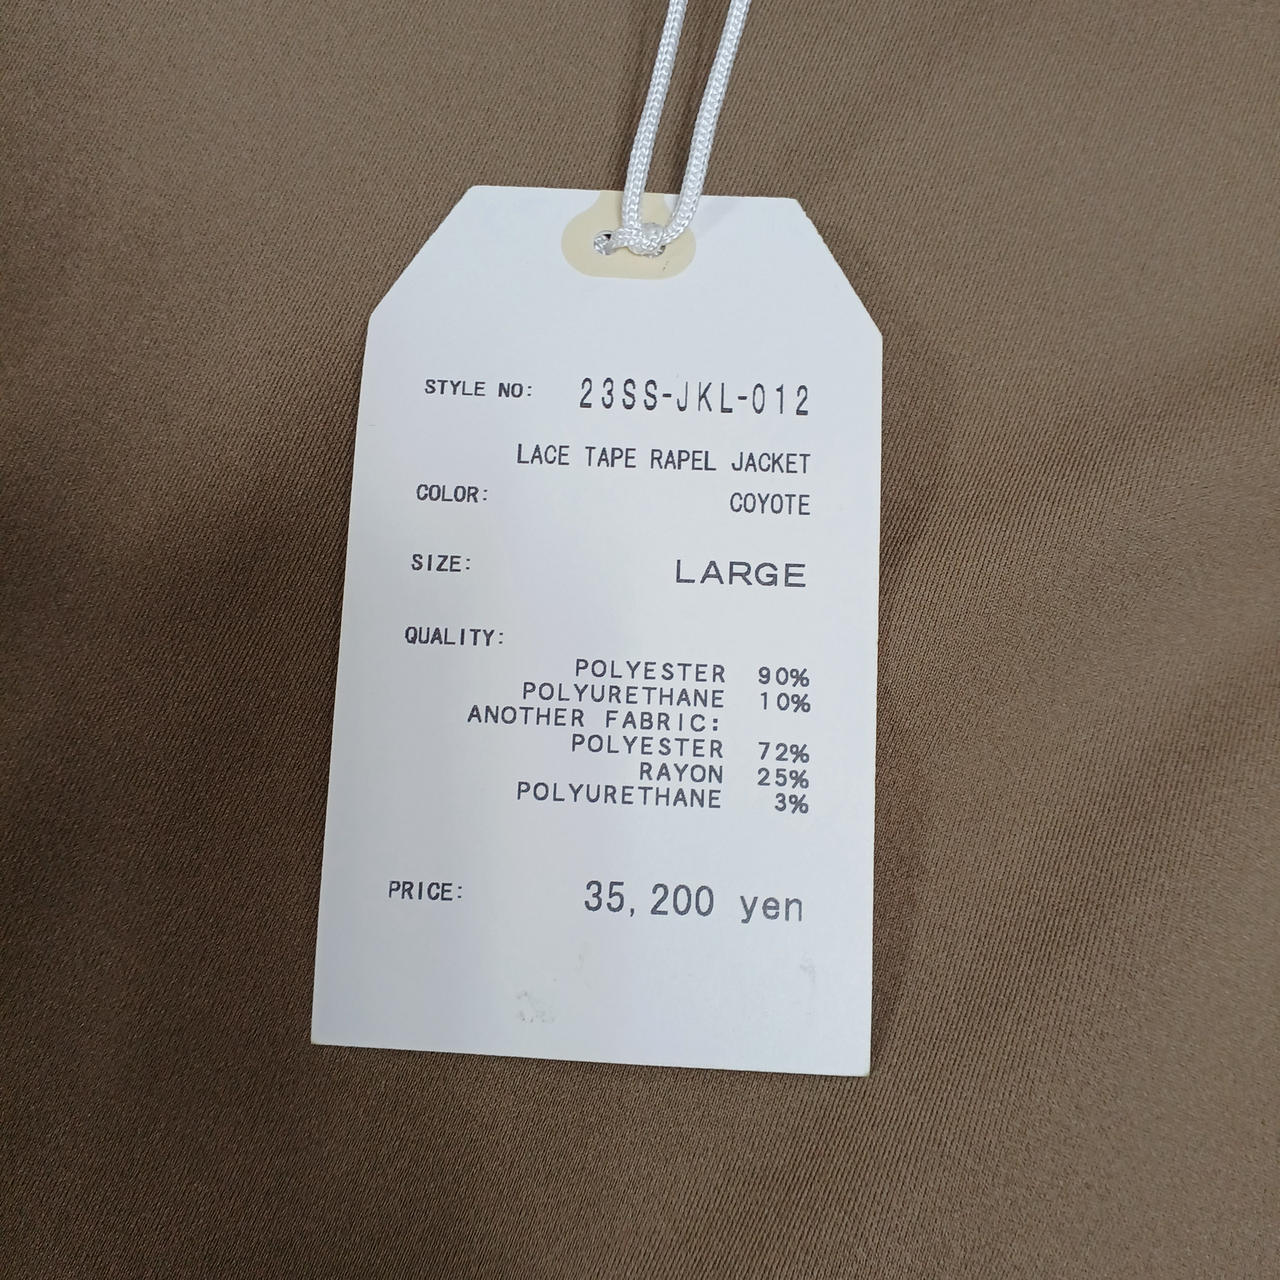 STYLE NO: 23SS-JKL-012
LACE TAPE RAPEL JACKET
COLOR: COYOTE
SIZE: LARGE
QUALITY:
POLYESTER 90%
POLYURETHANE 10%
ANOTHER FABRIC:
POLYESTER 72%
RAYON 25%
POLYURETHANE 3%
PRICE: 35,200 yen